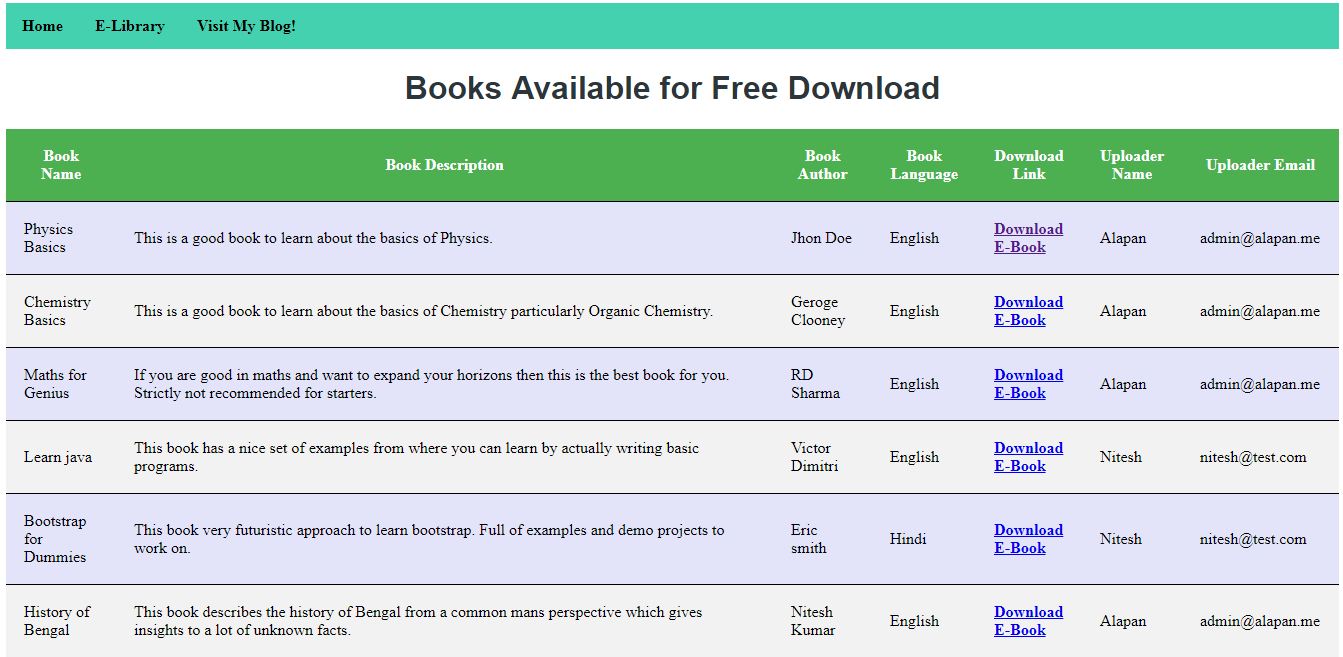 Home E-Library Visit My Blog!
Books Available for Free Download
Book Name Book Description Book Author Book Language Download Link Uploader Name Uploader Email
Physics Basics This is a good book to learn about the basics of Physics. Jhon Doe English Download E-Book Alapan admin@alapan.me
Chemistry Basics This is a good book to learn about the basics of Chemistry particularly Organic Chemistry. Geroge Clooney English Download E-Book Alapan admin@alapan.me
Maths for Genius If you are good in maths and want to expand your horizons then this is the best book for you. Strictly not recommended for starters. RD Sharma English Download E-Book Alapan admin@alapan.me
Learn java This book has a nice set of examples from where you can learn by actually writing basic programs. Victor Dimitri English Download E-Book Nitesh nitesh@test.com
Bootstrap for Dummies This book very futuristic approach to learn bootstrap. Full of examples and demo projects to work on. Eric smith Hindi Download E-Book Nitesh nitesh@test.com
History of Bengal This book describes the history of Bengal from a common mans perspective which gives insights to a lot of unknown facts. Nitesh Kumar English Download E-Book Alapan admin@alapan.me